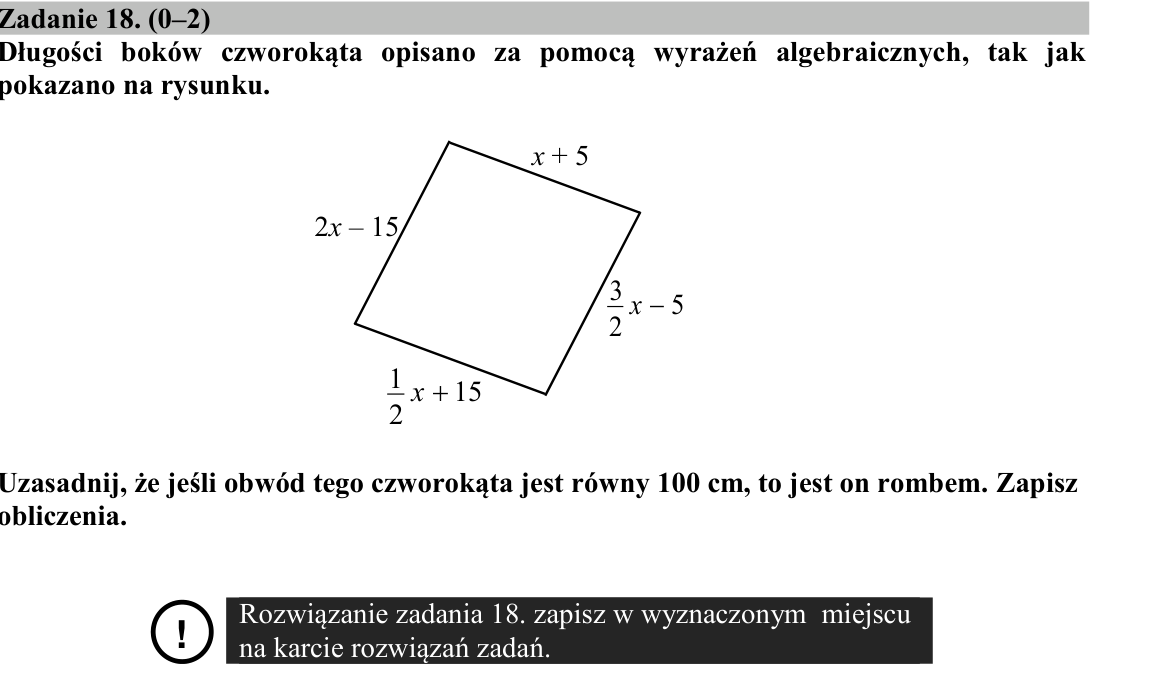 Zadanie 18. (0–2)
Długości boków czworokąta opisano za pomocą wyrażeń algebraicznych, tak jak
pokazano na rysunku.
x + 5
2x – 15
3/2 x – 5
1/2 x + 15
Uzasadnij, że jeśli obwód tego czworokąta jest równy 100 cm, to jest on rombem. Zapisz
obliczenia.
!
Rozwiązanie zadania 18. zapisz w wyznaczonym miejscu
na karcie rozwiązań zadań.